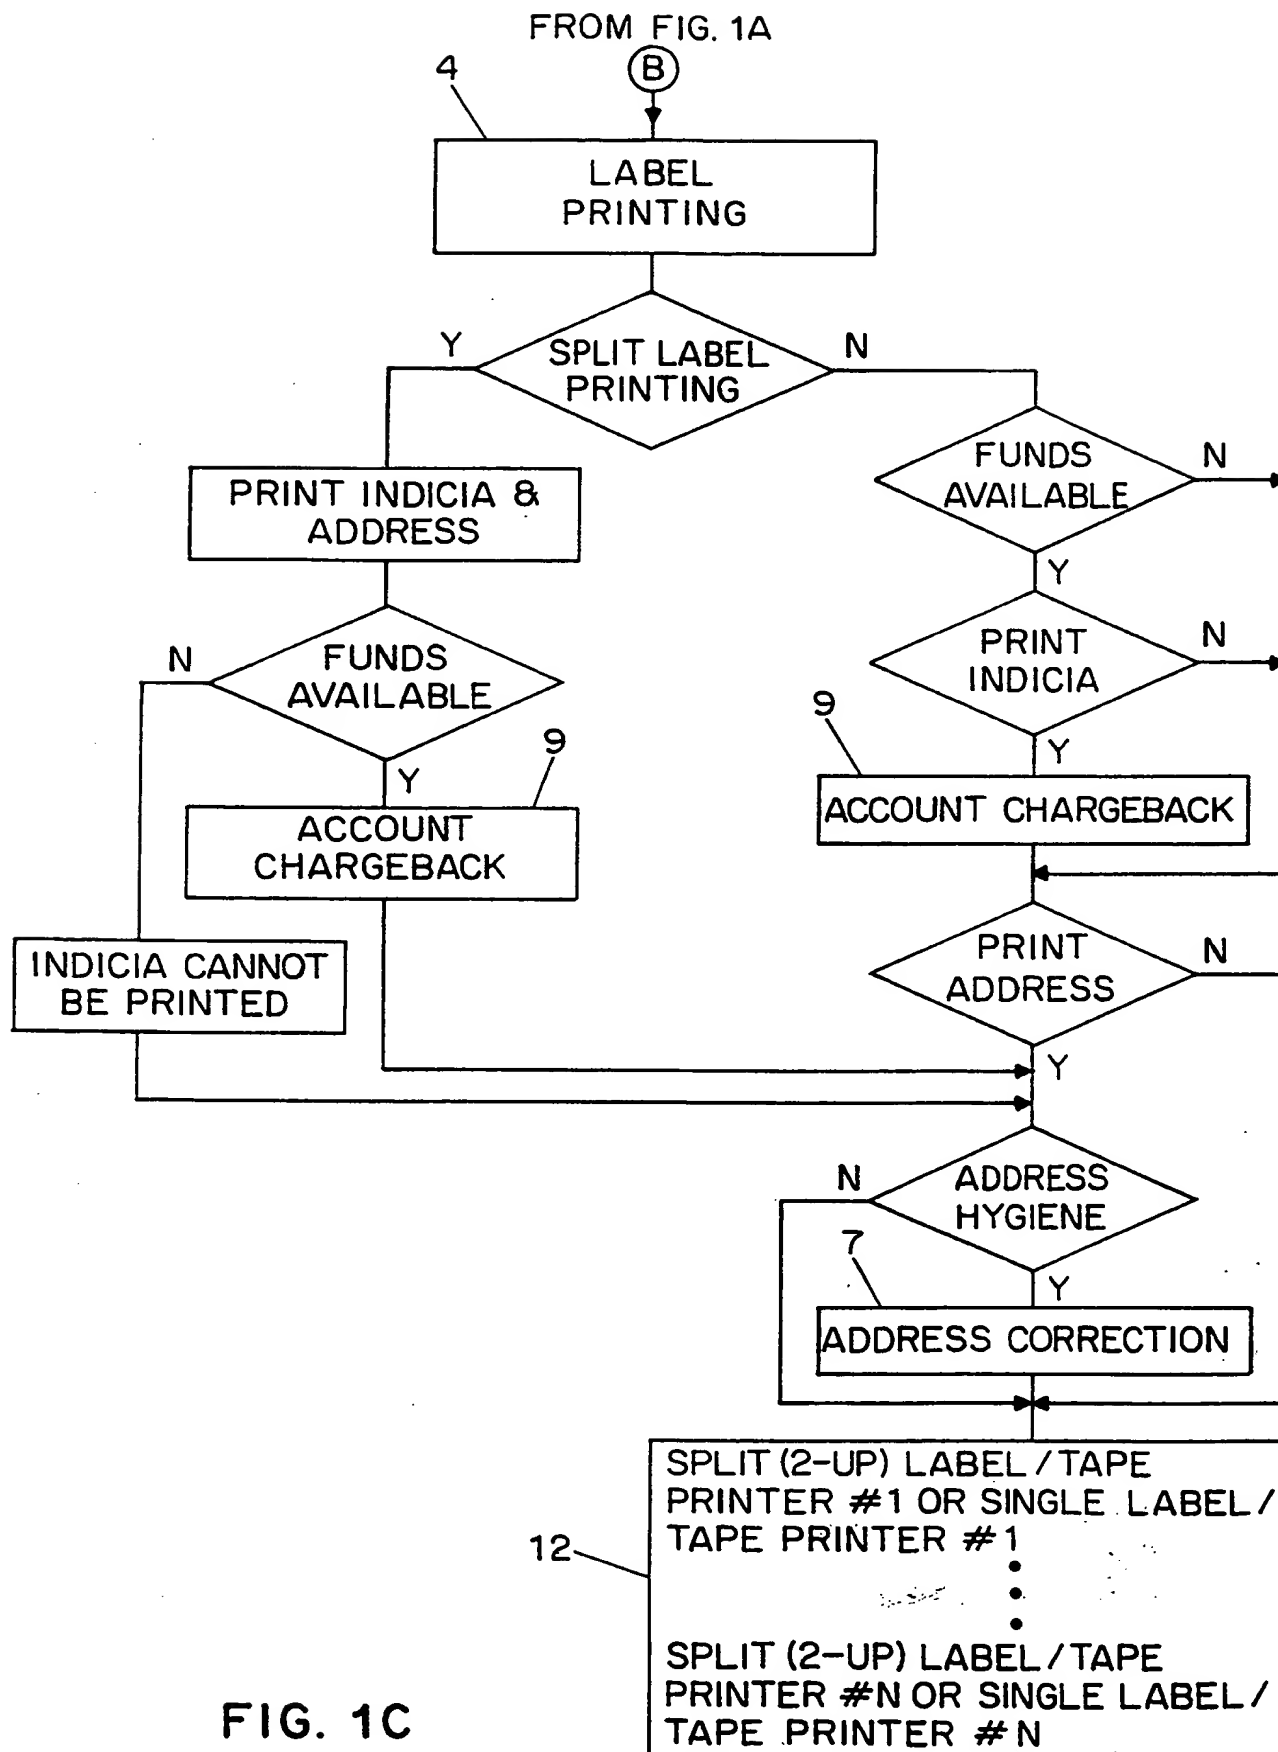 FROM FIG. 1A
B
4
LABEL
PRINTING
Y
SPLIT LABEL
PRINTING
N
PRINT INDICIA &
ADDRESS
FUNDS
AVAILABLE
N
Y
N
FUNDS
AVAILABLE
Y
PRINT
INDICIA
N
Y
9
ACCOUNT
CHARGEBACK
9
ACCOUNT CHARGEBACK
INDICIA CANNOT
BE PRINTED
PRINT
ADDRESS
N
Y
N
ADDRESS
HYGIENE
Y
7
ADDRESS CORRECTION
12
SPLIT (2-UP) LABEL / TAPE
PRINTER #1 OR SINGLE LABEL /
TAPE PRINTER #1
SPLIT (2-UP) LABEL / TAPE
PRINTER #N OR SINGLE LABEL /
TAPE PRINTER #N
FIG. 1C